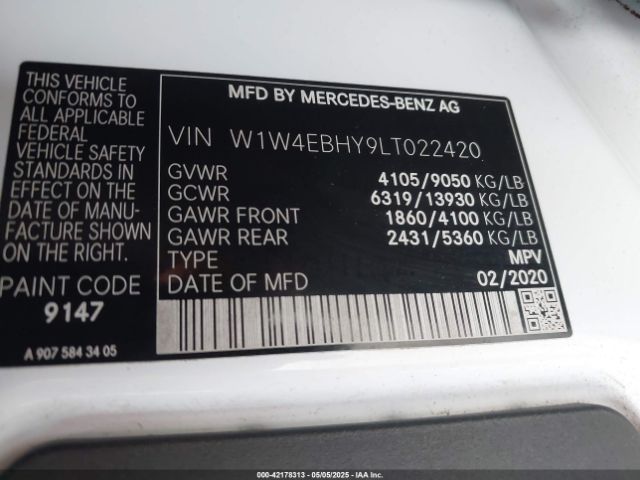 THIS VEHICLE
CONFORMS TO
ALL APPLICABLE
FEDERAL
VEHICLE SAFETY
STANDARDS IN
EFFECT ON THE
DATE OF MANU-
FACTURE SHOWN
ON THE RIGHT.
PAINT CODE
9147
A 907 584 34 05
MFD BY MERCEDES-BENZ AG
VIN W1W4EBHY9LT022420
GVWR 4105/9050 KG/LB
GCWR 6319/13930 KG/LB
GAWR FRONT 1860/4100 KG/LB
GAWR REAR 2431/5360 KG/LB
TYPE MPV
DATE OF MFD 02/2020
000-42178313 - 05/05/2025 - IAA Inc.